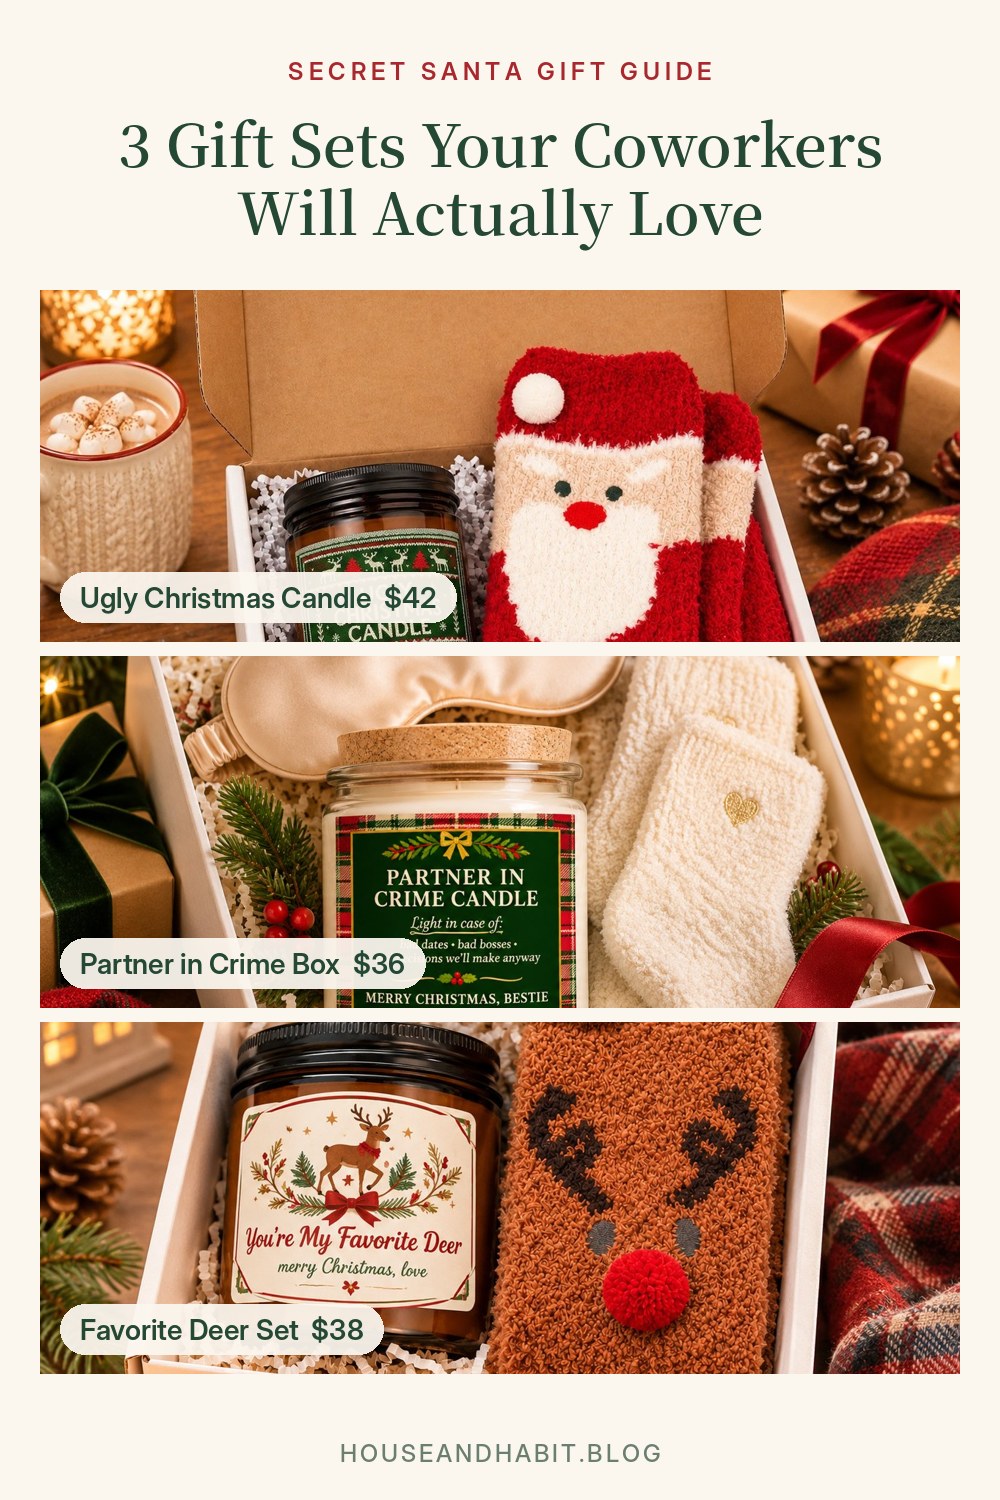 SECRET SANTA GIFT GUIDE
3 Gift Sets Your Coworkers
Will Actually Love
Ugly Christmas Candle $42
CANDLE
PARTNER IN
CRIME CANDLE
Light in case of:
dates • bad bosses •
we'll make anyway
MERRY CHRISTMAS, BESTIE
Partner in Crime Box $36
You're My Favorite Deer
merry Christmas, love
Favorite Deer Set $38
HOUSEANDHABIT.BLOG